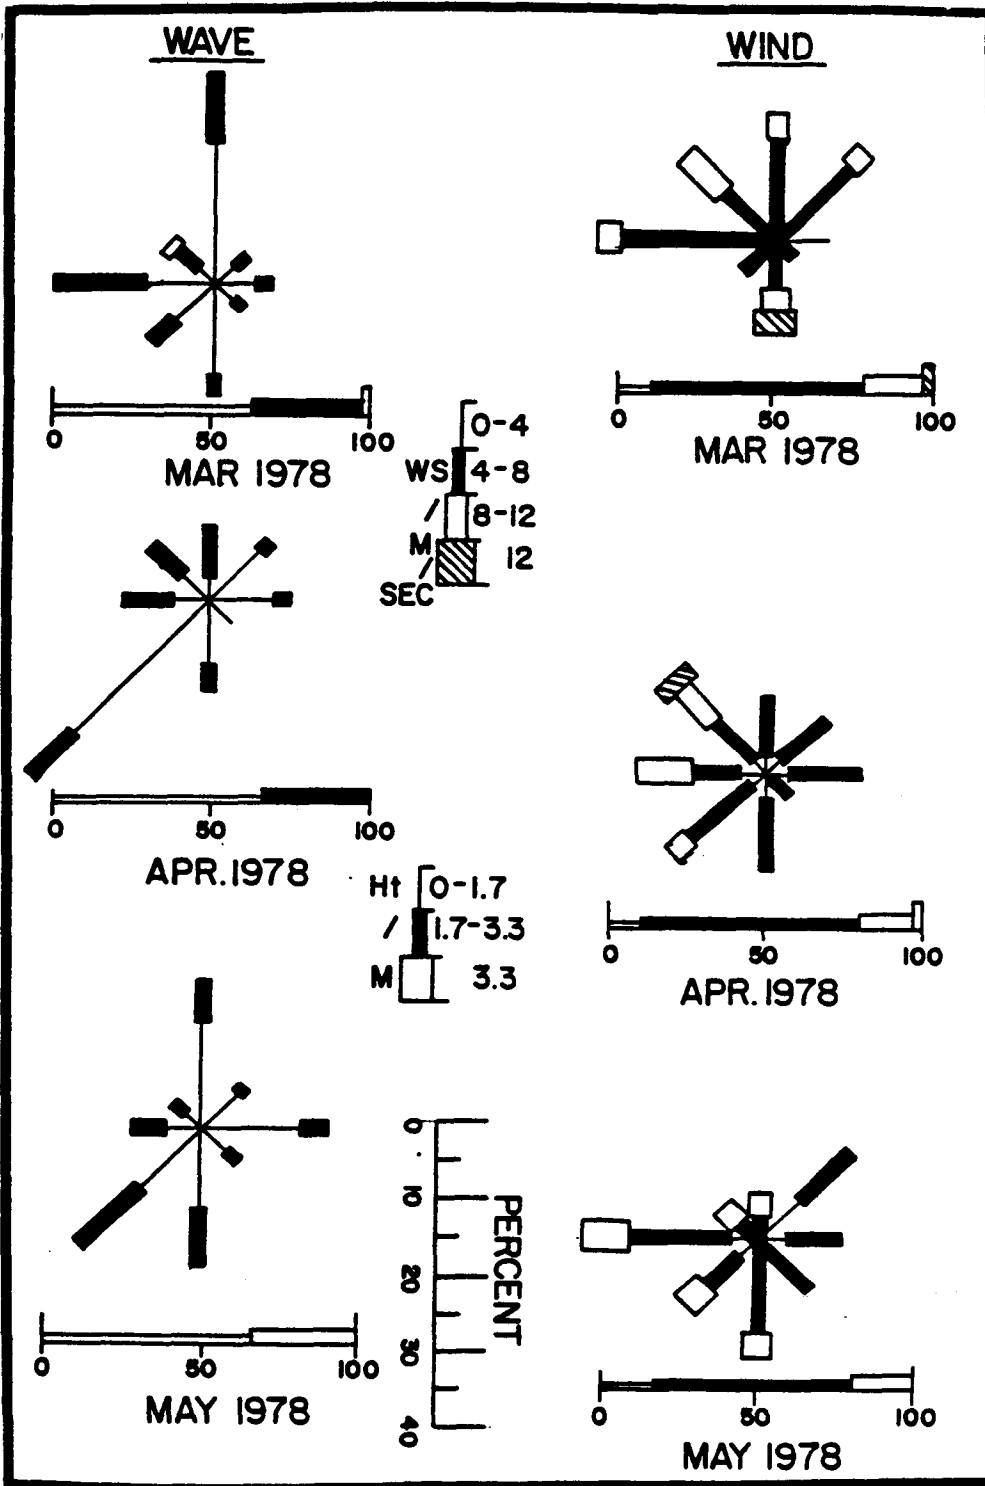 WAVE
WIND
0 50 100
MAR 1978
0 50 100
MAR 1978
0-4
WS 4-8
/ 8-12
M 12
/
SEC
0 50 100
APR. 1978
0 50 100
APR. 1978
Ht 0-1.7
/ 1.7-3.3
M 3.3
0
10
20
30
40
PERCENT
0 50 100
MAY 1978
0 50 100
MAY 1978